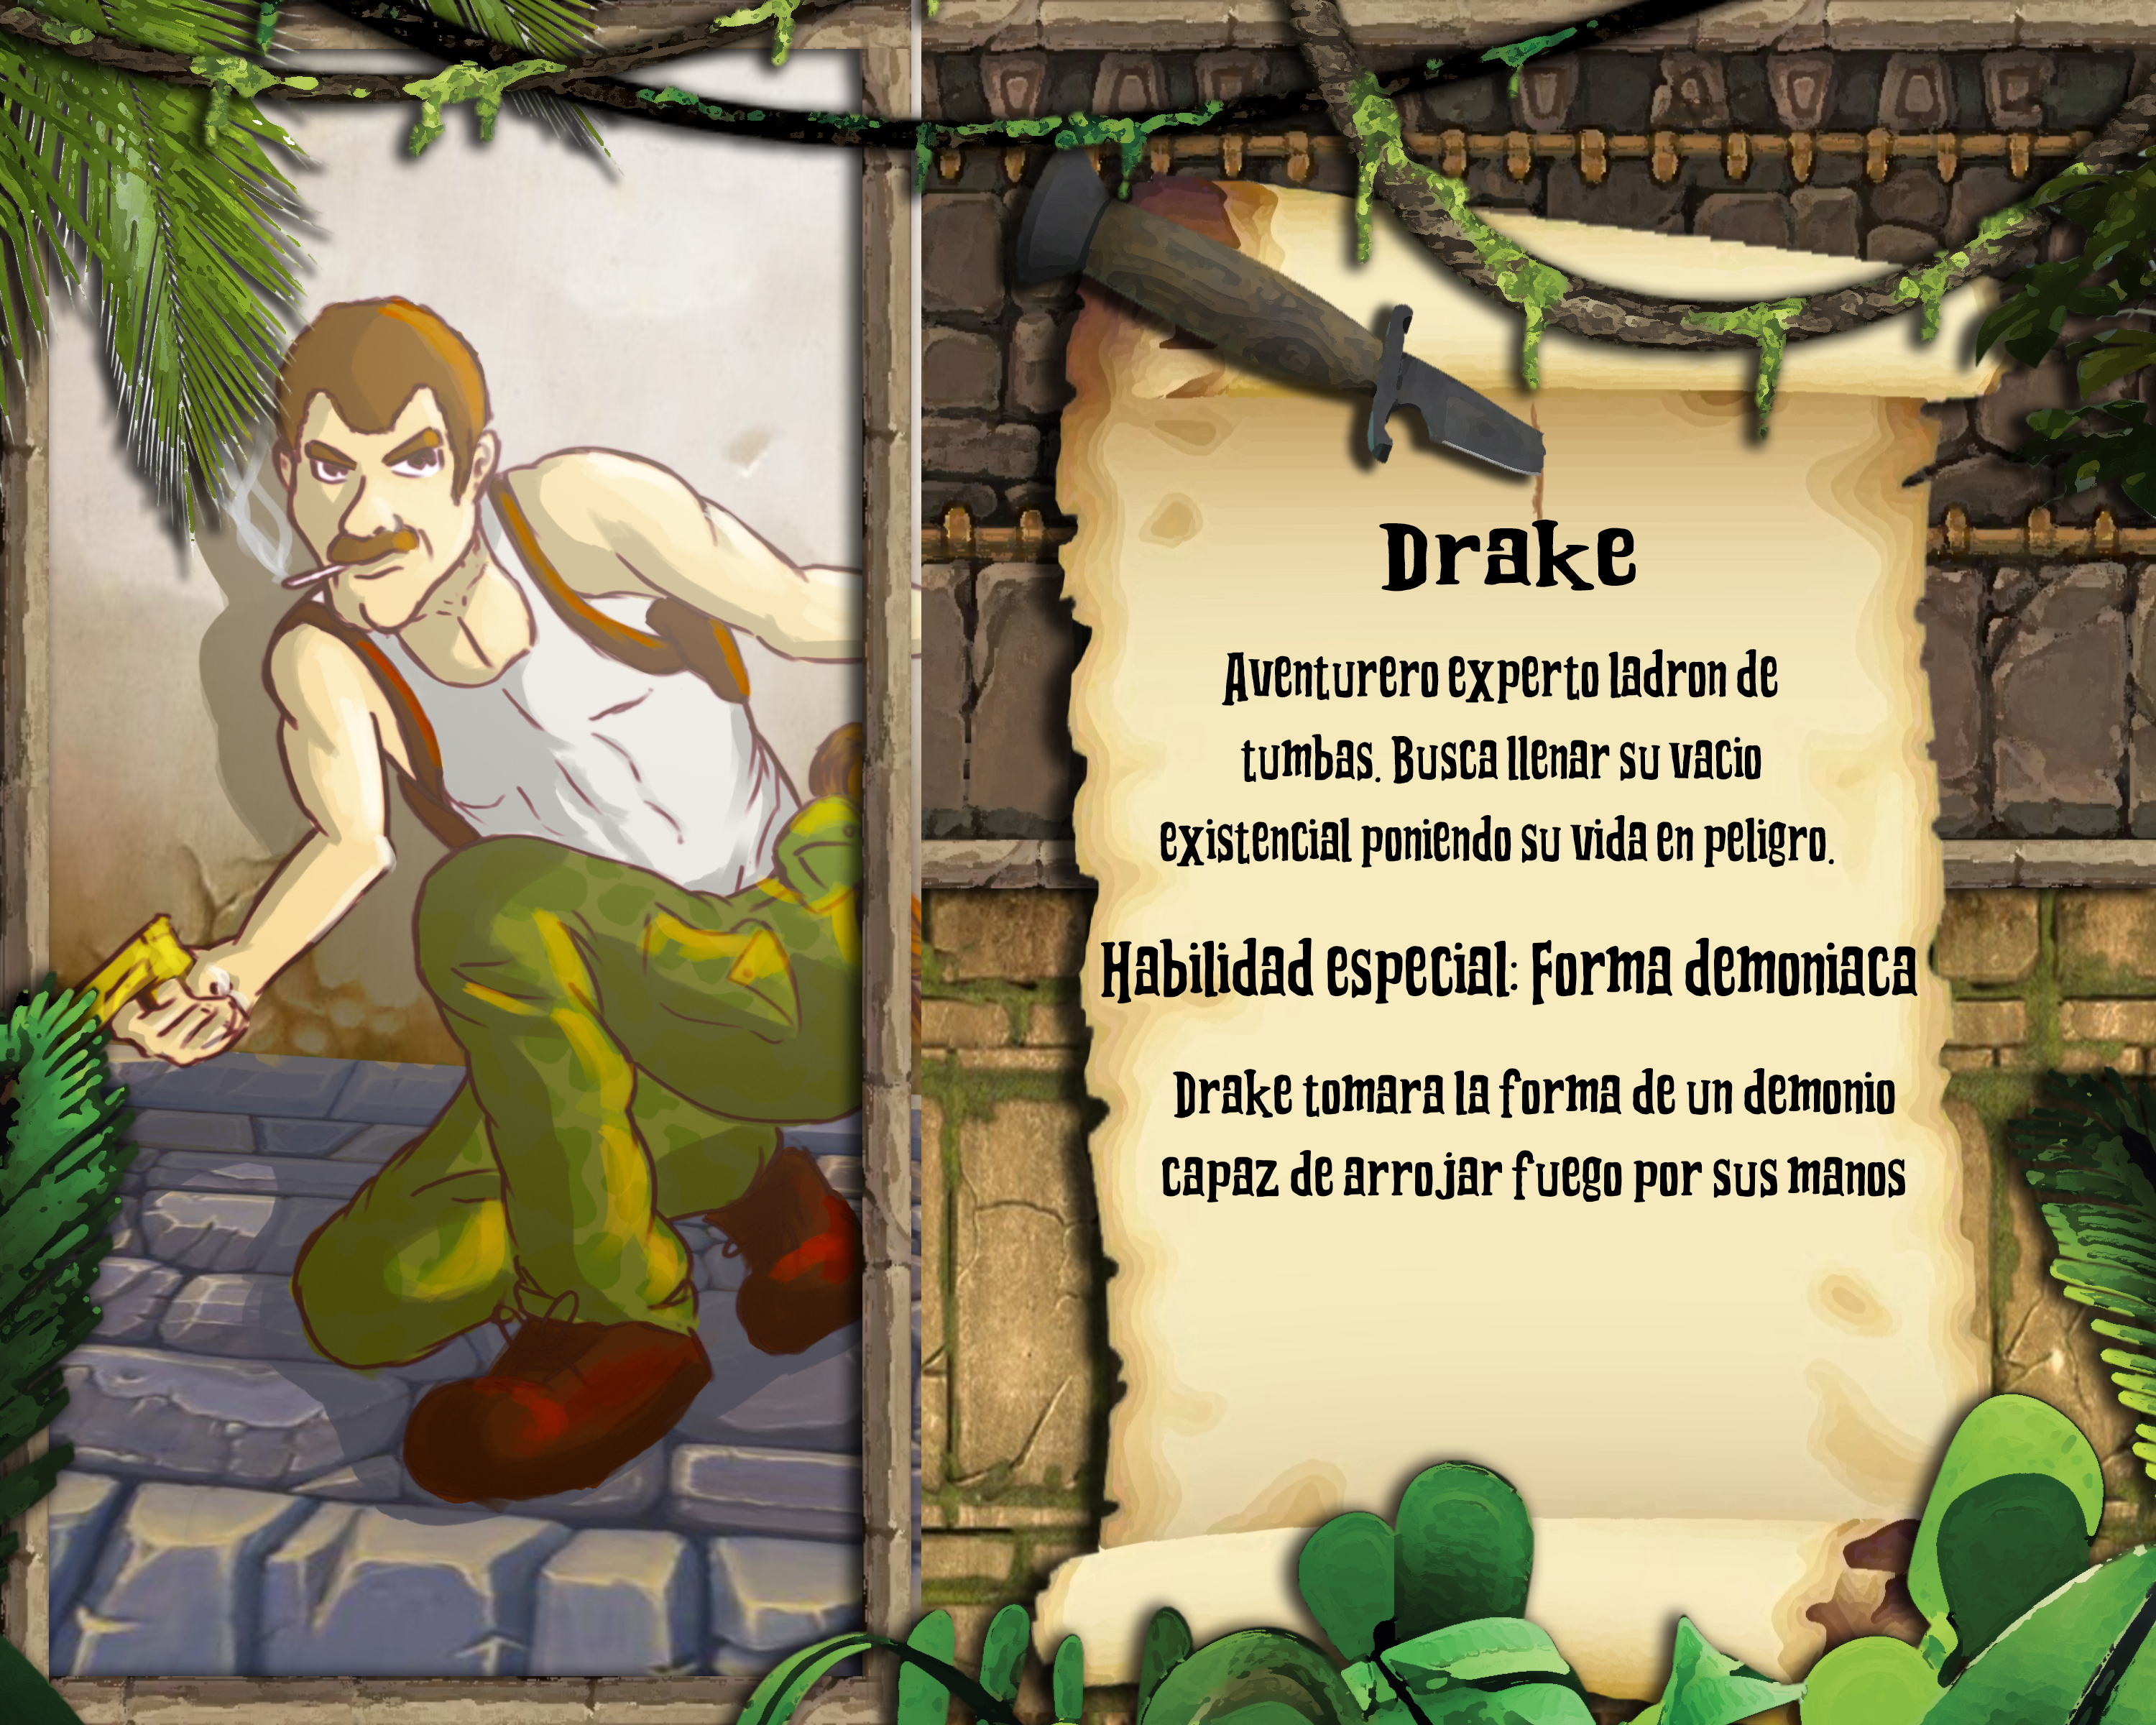 Drake
Aventurero experto ladron de
tumbas. Busca llenar su vacio
existencial poniendo su vida en peligro.
Habilidad especial: Forma demoniaca
Drake tomara la forma de un demonio
capaz de arrojar fuego por sus manos